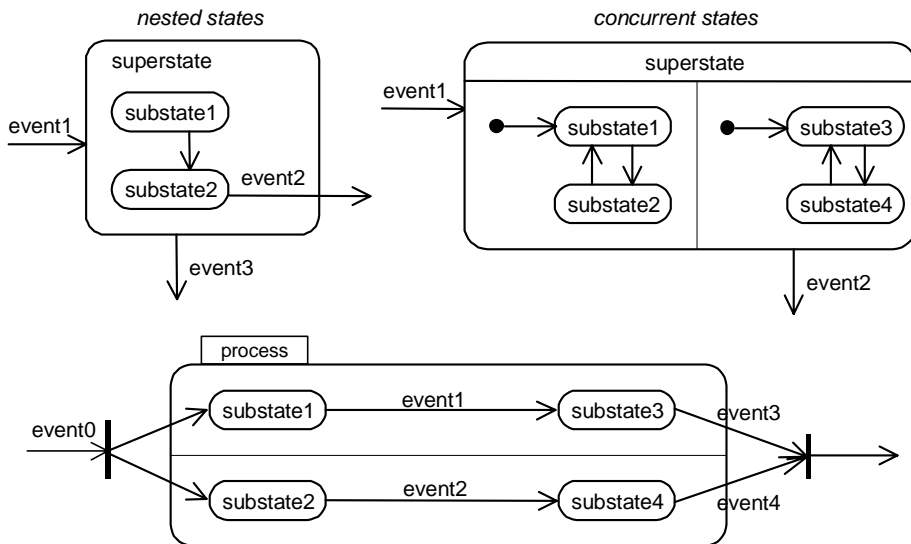 nested states
superstate
event1
substate1
substate2
event2
event3
concurrent states
superstate
event1
substate1
substate2
substate3
substate4
event2
process
event0
substate1
event1
substate3
event3
substate2
event2
substate4
event4